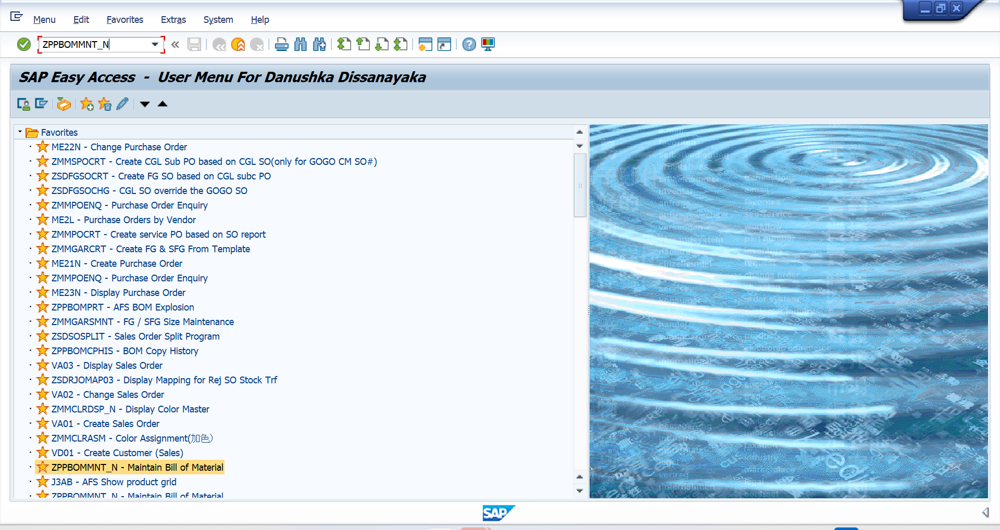 Menu Edit Favorites Extras System Help
ZPPBOMMNT_N
SAP Easy Access - User Menu For Danushka Dissanayaka
Favorites
ME22N - Change Purchase Order
ZMMSPOCRT - Create CGL Sub PO based on CGL SO(only for GOGO CM SO#)
ZSDFGSOCRT - Create FG SO based on CGL subc PO
ZSDFGSOCHG - CGL SO override the GOGO SO
ZMMPOENQ - Purchase Order Enquiry
ME2L - Purchase Orders by Vendor
ZMMPOCRT - Create service PO based on SO report
ZMMGARCRT - Create FG & SFG From Template
ME21N - Create Purchase Order
ZMMPOENQ - Purchase Order Enquiry
ME23N - Display Purchase Order
ZPPBOMPRT - AFS BOM Explosion
ZMMGARSMNT - FG / SFG Size Maintenance
ZSDSOSPLIT - Sales Order Split Program
ZPPBOMCPHIS - BOM Copy History
VA03 - Display Sales Order
ZSDRJOMAP03 - Display Mapping for Rej SO Stock Trf
VA02 - Change Sales Order
ZMMCLRDSP_N - Display Color Master
VA01 - Create Sales Order
ZMMCLRASM - Color Assignment(加色)
VD01 - Create Customer (Sales)
ZPPBOMMNT_N - Maintain Bill of Material
J3AB - AFS Show product grid
ZPPBOMMNT_N - Maintain Bill of Material
SAP